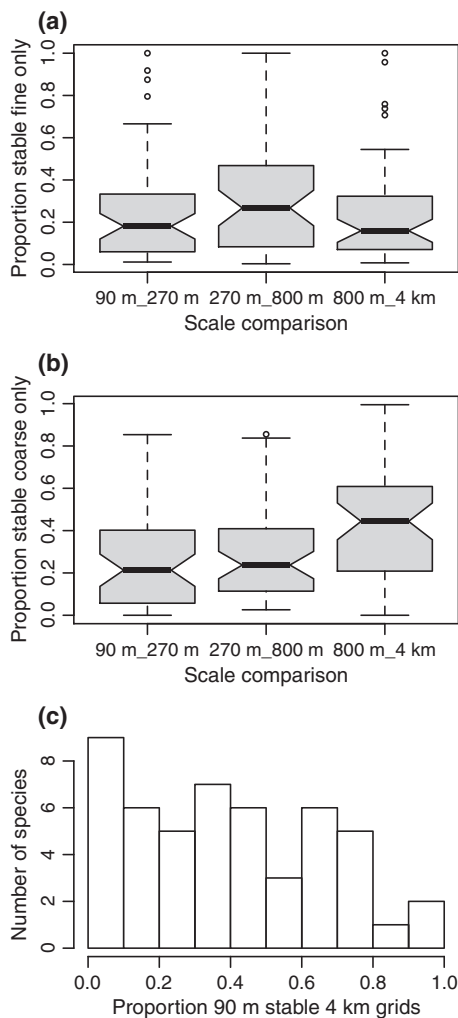 (a)
Proportion stable fine only
1.0
0.8
0.6
0.4
0.2
0.0
90 m_270 m 270 m_800 m 800 m_4 km
Scale comparison
(b)
Proportion stable coarse only
1.0
0.8
0.6
0.4
0.2
0.0
90 m_270 m 270 m_800 m 800 m_4 km
Scale comparison
(c)
Number of species
8
6
4
2
0
0.0 0.2 0.4 0.6 0.8 1.0
Proportion 90 m stable 4 km grids